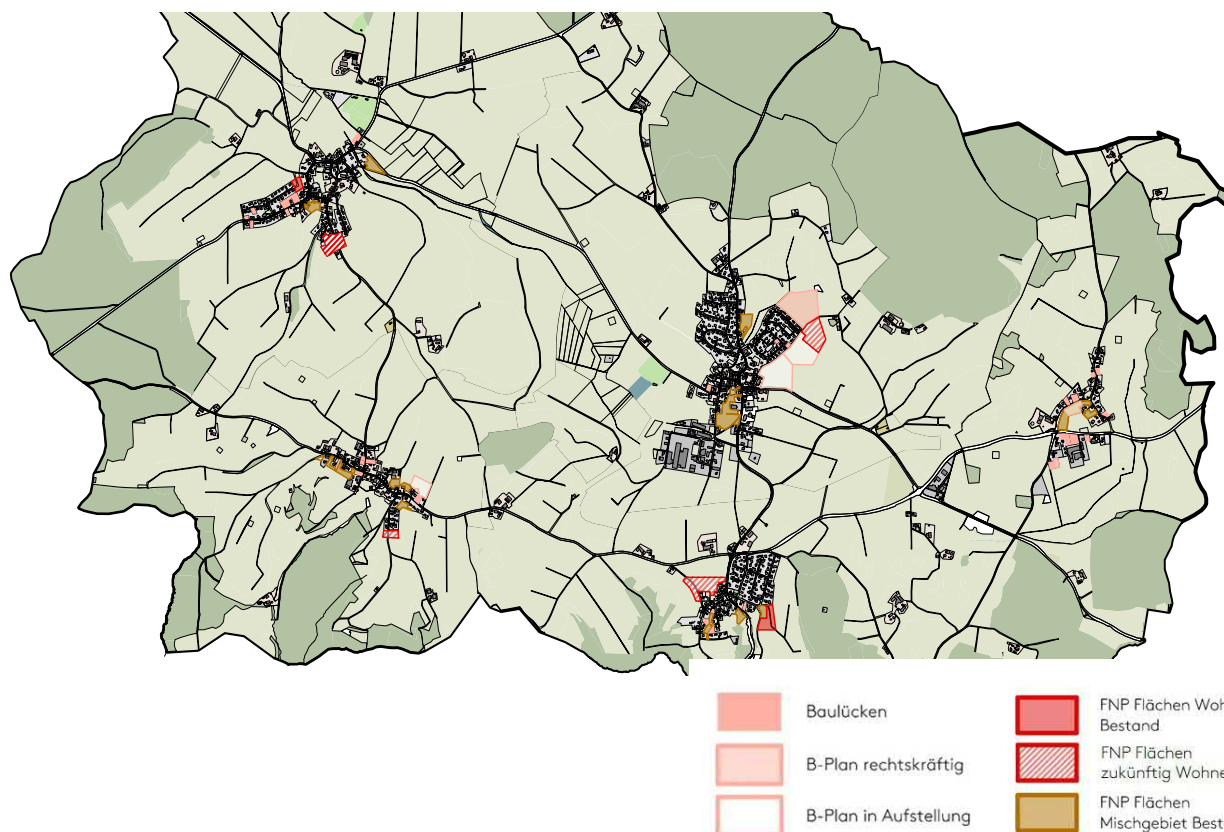 Baulücken
B-Plan rechtskräftig
B-Plan in Aufstellung
FNP Flächen Woh
Bestand
FNP Flächen
zukünftig Wohne
FNP Flächen
Mischgebiet Best